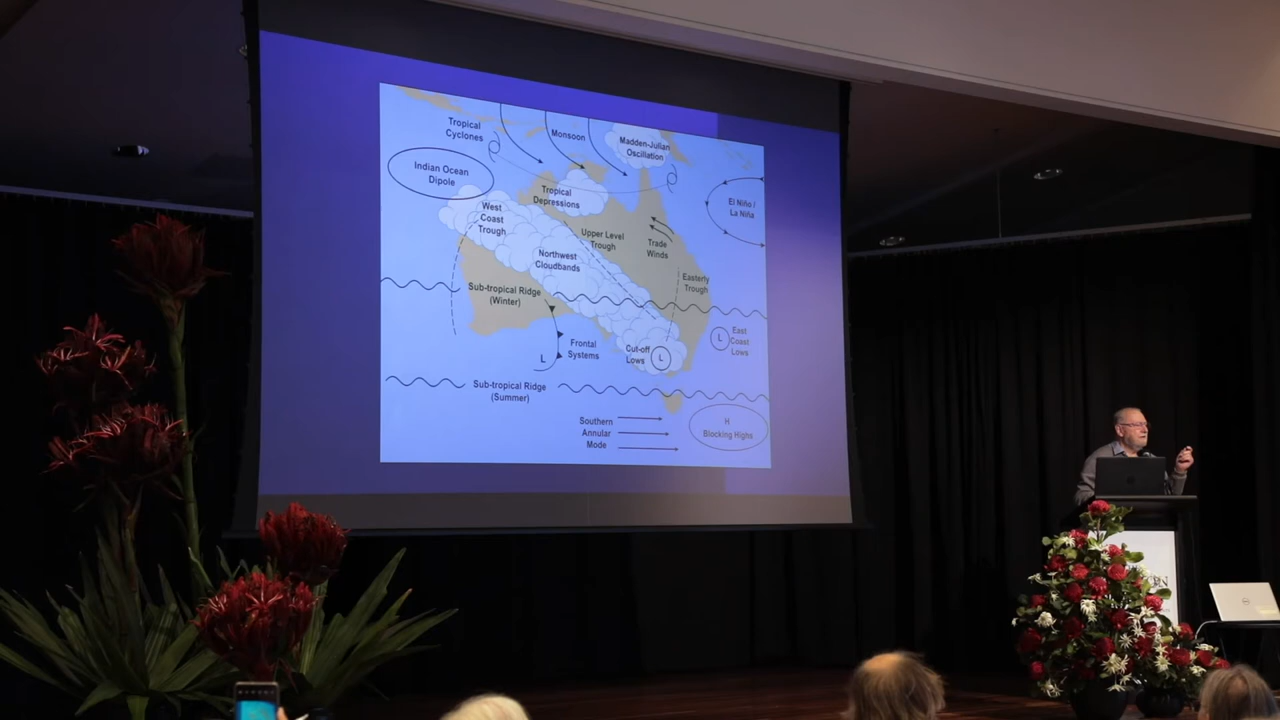 Tropical
Cyclones
Monsoon
Madden-Julian
Oscillation
Indian Ocean
Dipole
Tropical
Depressions
El Niño /
La Niña
West
Coast
Trough
Upper Level
Trough
Trade
Winds
Northwest
Cloudbands
Easterly
Trough
Sub-tropical Ridge
(Winter)
Frontal
Systems
L
Cut-off
Lows
L
L
East
Coast
Lows
Sub-tropical Ridge
(Summer)
Southern
Annular
Mode
H
Blocking Highs